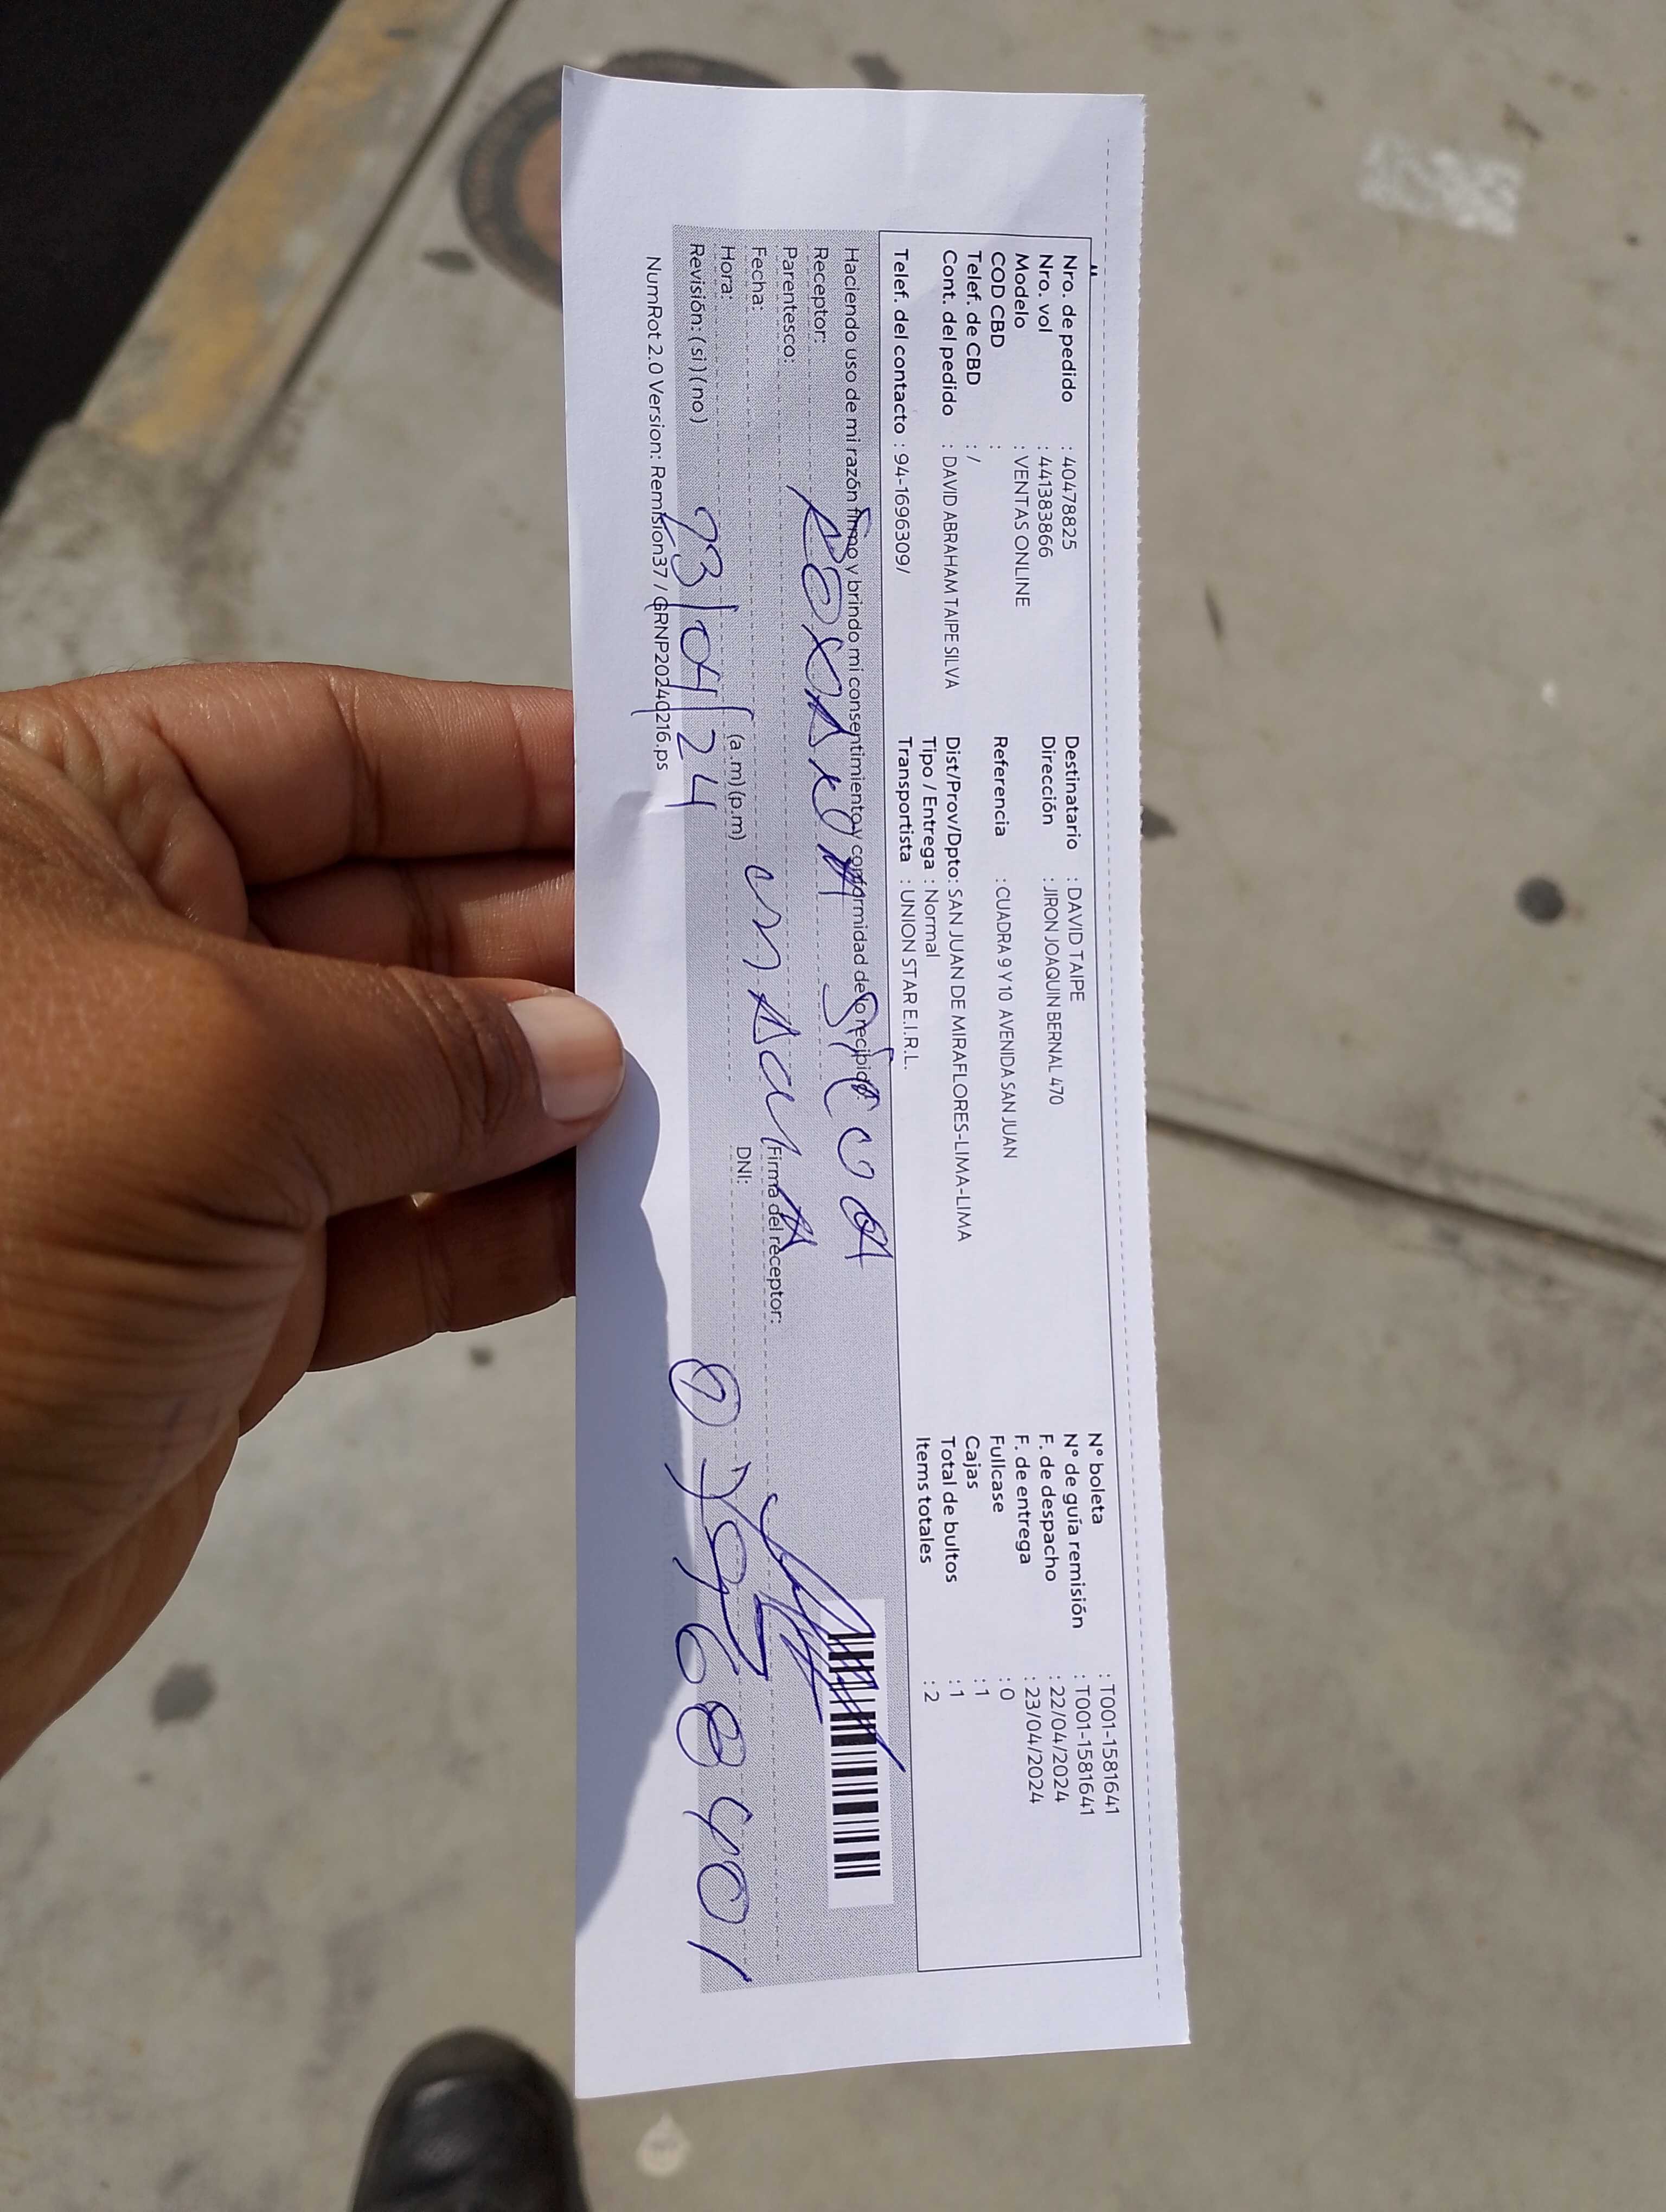 Nro. de pedido : 40478825
Nro. vol : 441383866
Modelo : VENTAS ONLINE
COD CBD :
Telef. de CBD : /
Cont. del pedido : DAVID ABRAHAM TAIPE SILVA
Telef. del contacto : 94-1696309/
Destinatario : DAVID TAIPE
Dirección : JIRON JOAQUIN BERNAL 470
Referencia : CUADRA 9 Y 10 AVENIDA SAN JUAN
Dist/Prov/Dpto: SAN JUAN DE MIRAFLORES-LIMA-LIMA
Tipo / Entrega : Normal
Transportista : UNION STAR E.I.R.L.
N° boleta : T001-1581641
N° de guía remisión : T001-1581641
F. de despacho : 22/04/2024
F. de entrega : 23/04/2024
Fullcase : 0
Cajas : 1
Total de bultos : 1
Items totales : 2
Haciendo uso de mi razón firmo y brindo mi consentimiento y conformidad de lo recibido.
Receptor:
Parentesco:
Fecha:
Hora: (a.m)(p.m)
Revisión: (si) (no)
23/04/24
Firma del receptor:
DNI:
NumRot 2.0 Version: Remision37 / GRNP20240216.ps